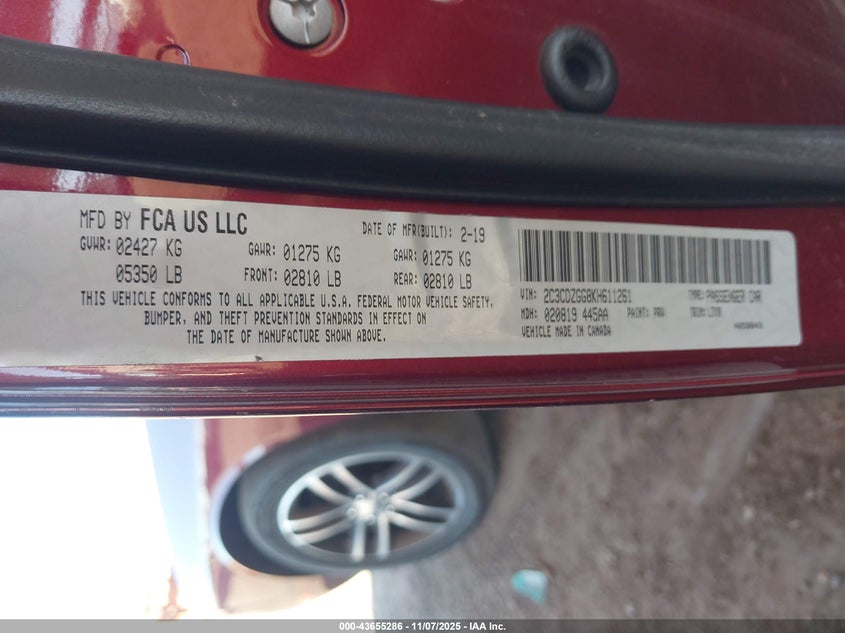 MFD BY FCA US LLC
DATE OF MFR(BUILT): 2-19
GVWR: 02427 KG GAWR: 01275 KG GAWR: 01275 KG
05350 LB FRONT: 02810 LB REAR: 02810 LB
THIS VEHICLE CONFORMS TO ALL APPLICABLE U.S.A. FEDERAL MOTOR VEHICLE SAFETY,
BUMPER, AND THEFT PREVENTION STANDARDS IN EFFECT ON
THE DATE OF MANUFACTURE SHOWN ABOVE.
VIN: 2C3CDZGG8KH611261 TYPE: PASSENGER CAR
MDH: 020819 445AA PAINT: PRV TRIM:
VEHICLE MADE IN CANADA
000-43655286 - 11/07/2025 - IAA Inc.